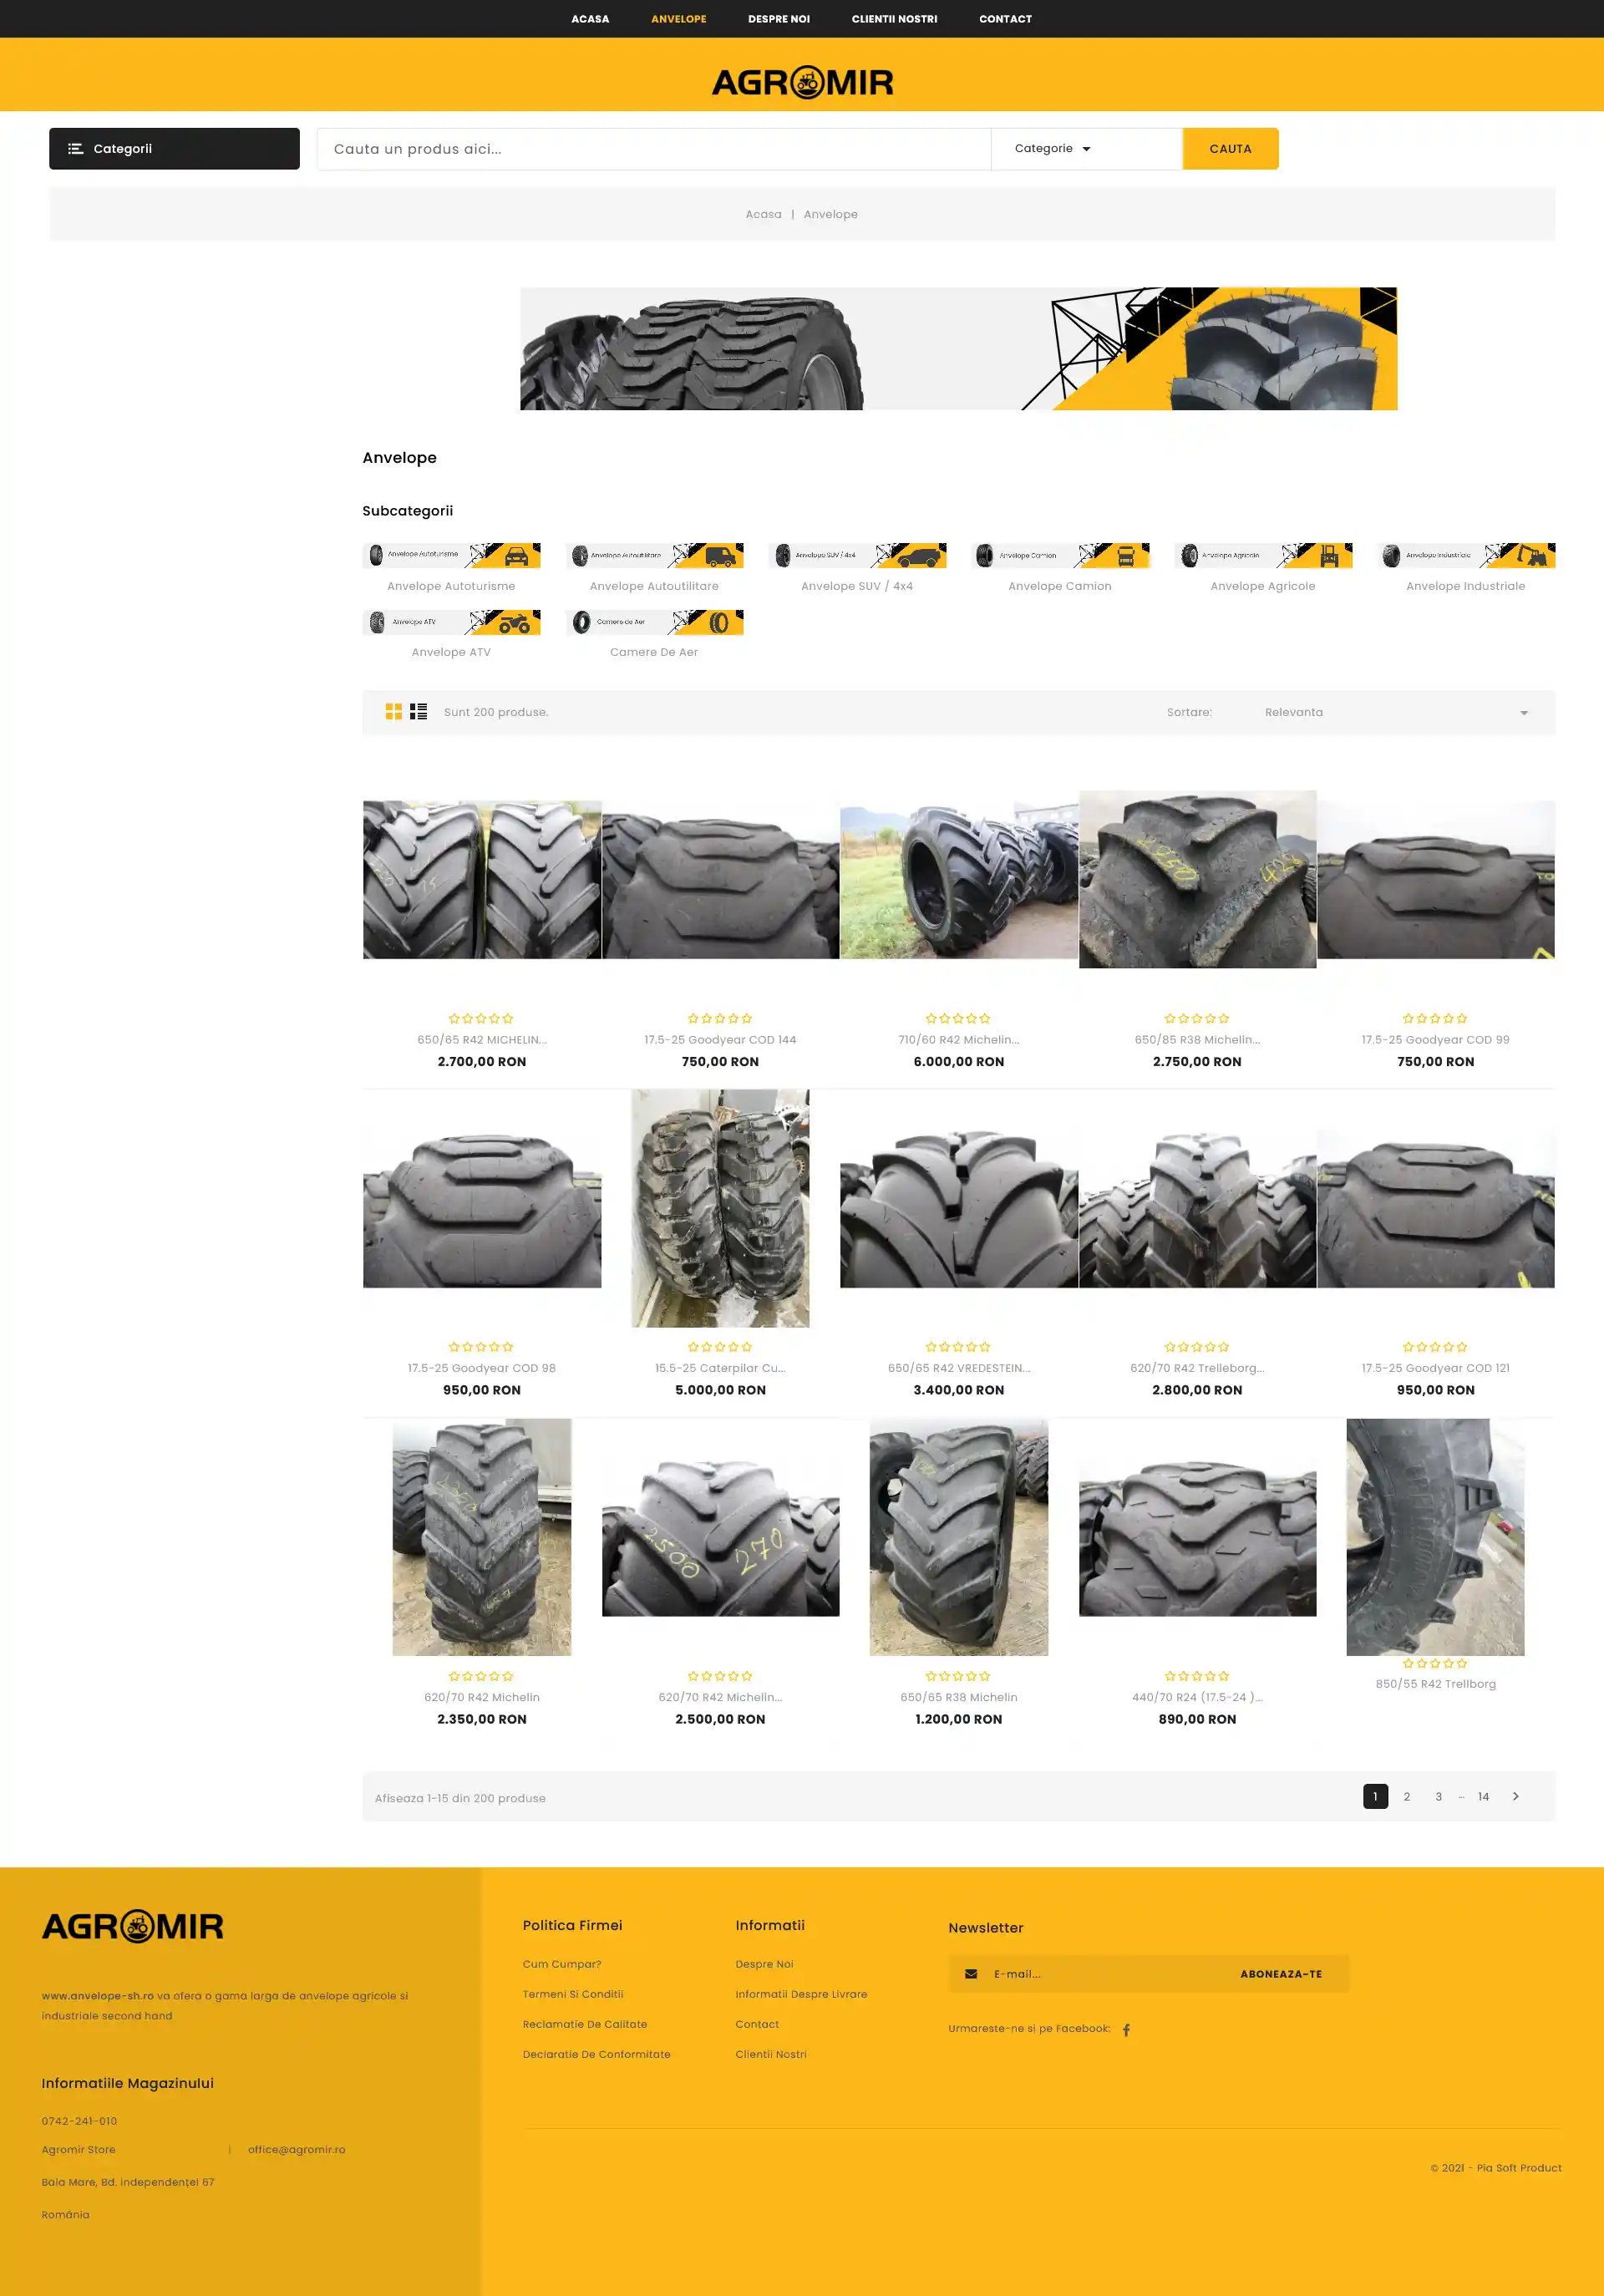 ACASA ANVELOPE DESPRE NOI CLIENTII NOSTRI CONTACT
AGROMIR
Categorii
Cauta un produs aici...
Categorie
CAUTA
Acasa | Anvelope
Anvelope
Subcategorii
Anvelope Autoturisme
Anvelope Autoutilitare
Anvelope SUV / 4x4
Anvelope Camion
Anvelope Agricole
Anvelope Industriale
Anvelope Autoturisme
Anvelope Autoutilitare
Anvelope SUV / 4x4
Anvelope Camion
Anvelope Agricole
Anvelope Industriale
Anvelope ATV
Camere de Aer
Anvelope ATV
Camere De Aer
Sunt 200 produse.
Sortare: Relevanta
650/65 R42 MICHELIN...
2.700,00 RON
17.5-25 Goodyear COD 144
750,00 RON
710/60 R42 Michelin...
6.000,00 RON
650/85 R38 Michelin...
2.750,00 RON
17.5-25 Goodyear COD 99
750,00 RON
17.5-25 Goodyear COD 98
950,00 RON
15.5-25 Caterpilar Cu...
5.000,00 RON
650/65 R42 VREDESTEIN...
3.400,00 RON
620/70 R42 Trelleborg...
2.800,00 RON
17.5-25 Goodyear COD 121
950,00 RON
2500 270
620/70 R42 Michelin
2.350,00 RON
620/70 R42 Michelin...
2.500,00 RON
650/65 R38 Michelin
1.200,00 RON
440/70 R24 (17.5-24 )...
890,00 RON
850/55 R42 Trellborg
Afiseaza 1-15 din 200 produse
1 2 3 ... 14
AGROMIR
www.anvelope-sh.ro va ofera o gama larga de anvelope agricole si
industriale second hand
Informatiile Magazinului
0742-241-010
Agromir Store | office@agromir.ro
Baia Mare, Bd. Independenței 67
România
Politica Firmei
Cum Cumpar?
Termeni Si Conditii
Reclamatie De Calitate
Declaratie De Conformitate
Informatii
Despre Noi
Informatii Despre Livrare
Contact
Clientii Nostri
Newsletter
E-mail...
ABONEAZA-TE
Urmareste-ne si pe Facebook:
© 2021 - Pia Soft Product